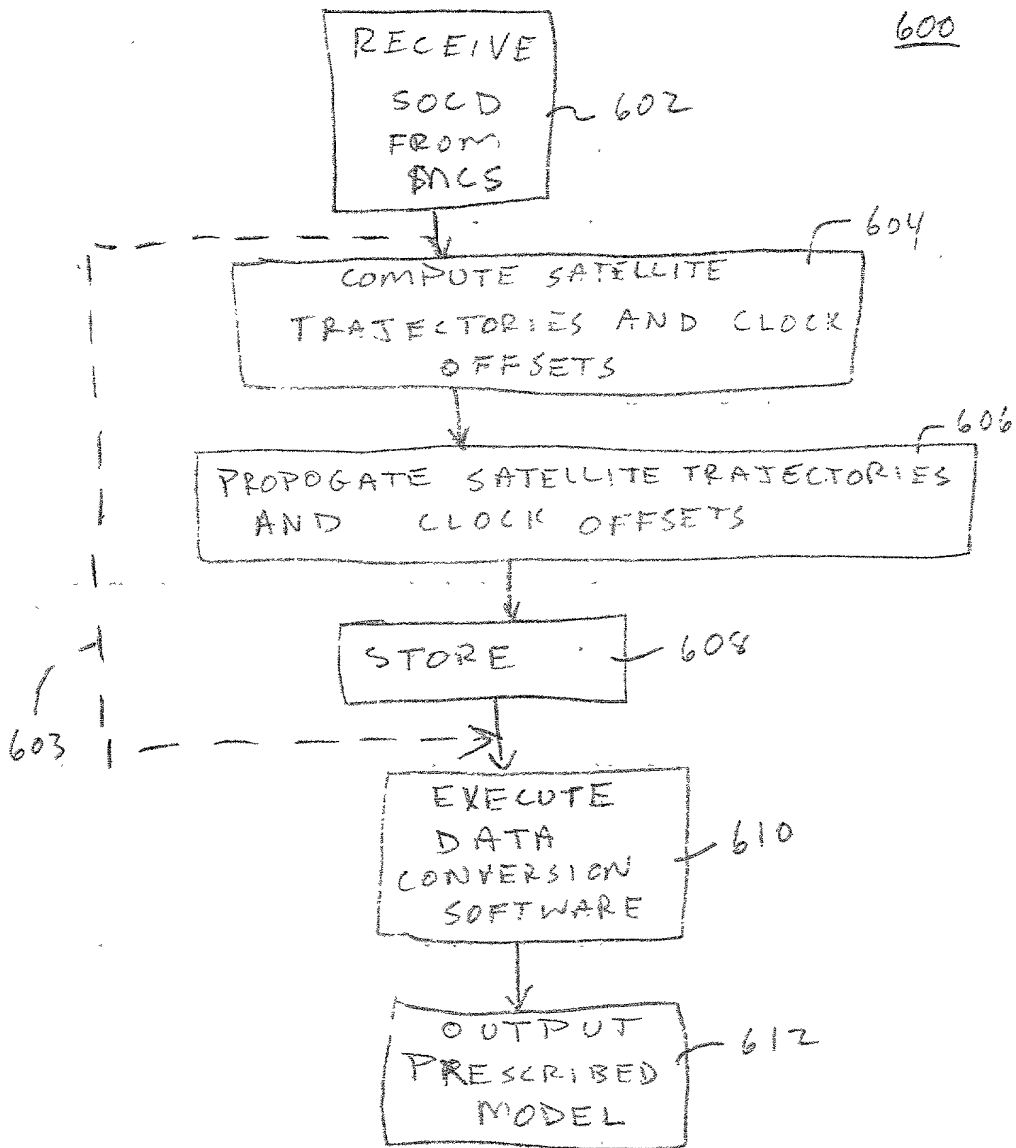 600
RECEIVE
SOCD
FROM
MCS
602
604
COMPUTE SATELLITE
TRAJECTORIES AND CLOCK
OFFSETS
606
PROPOGATE SATELLITE TRAJECTORIES
AND CLOCK OFFSETS
STORE
608
603
EXECUTE
DATA
CONVERSION
SOFTWARE
610
OUTPUT
PRESCRIBED
MODEL
612